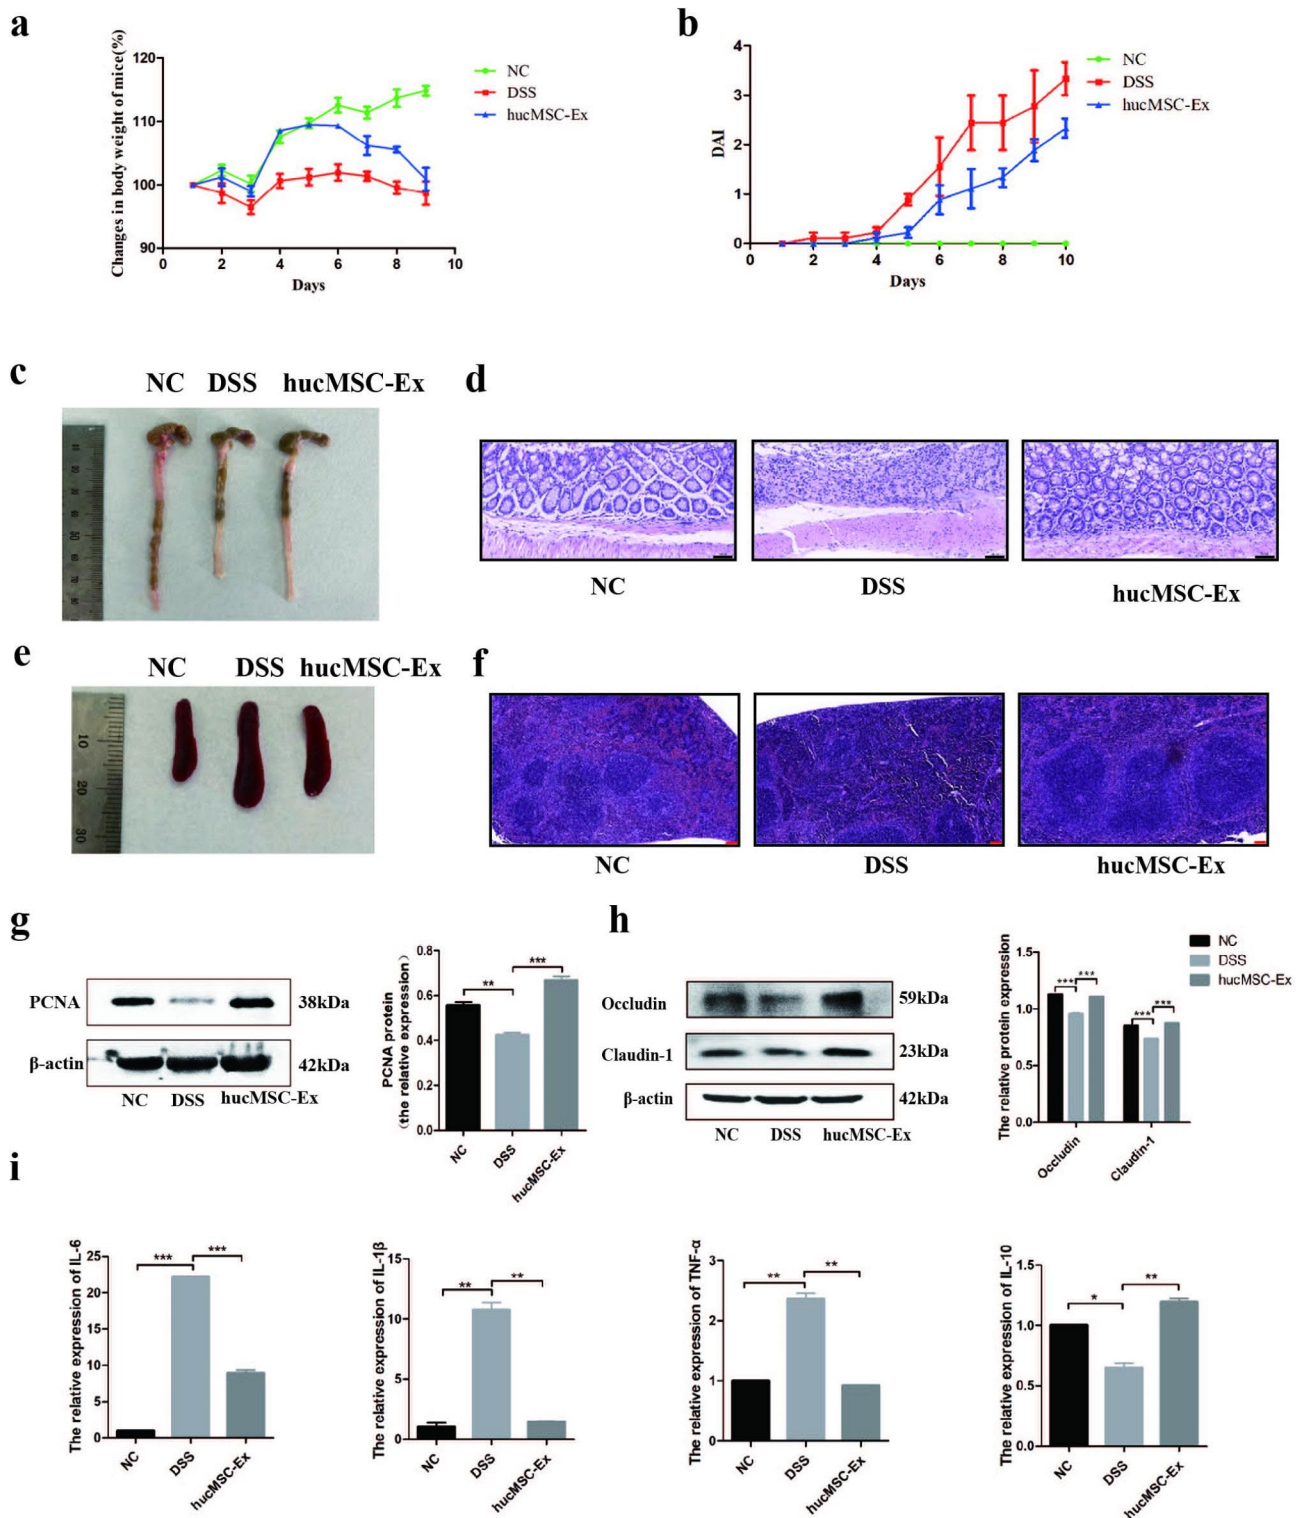 a
Changes in body weight of mice(%)
120
110
100
90
0
2
4
6
8
10
Days
NC
DSS
hucMSC-Ex
b
DAI
4
3
2
1
0
0
2
4
6
8
10
Days
NC
DSS
hucMSC-Ex
c
NC DSS hucMSC-Ex
d
NC
DSS
hucMSC-Ex
e
NC DSS hucMSC-Ex
10
20
30
f
NC
DSS
hucMSC-Ex
g
PCNA
38kDa
β-actin
42kDa
NC DSS hucMSC-Ex
PCNA protein
(the relative expression)
0.8
0.6
0.4
0.2
0.0
**
***
NC
DSS
hucMSC-Ex
h
Occludin
59kDa
Claudin-1
23kDa
β-actin
42kDa
NC DSS hucMSC-Ex
The relative protein expression
1.5
1.0
0.5
0.0
***
***
***
***
Occludin
Claudin-1
NC
DSS
hucMSC-Ex
i
The relative expression of IL-6
25
20
15
10
5
0
***
***
NC
DSS
hucMSC-Ex
The relative expression of IL-1β
15
10
5
0
**
**
NC
DSS
hucMSC-Ex
The relative expression of TNF-α
3
2
1
0
**
**
NC
DSS
hucMSC-Ex
The relative expression of IL-10
1.5
1.0
0.5
0.0
*
**
NC
DSS
hucMSC-Ex